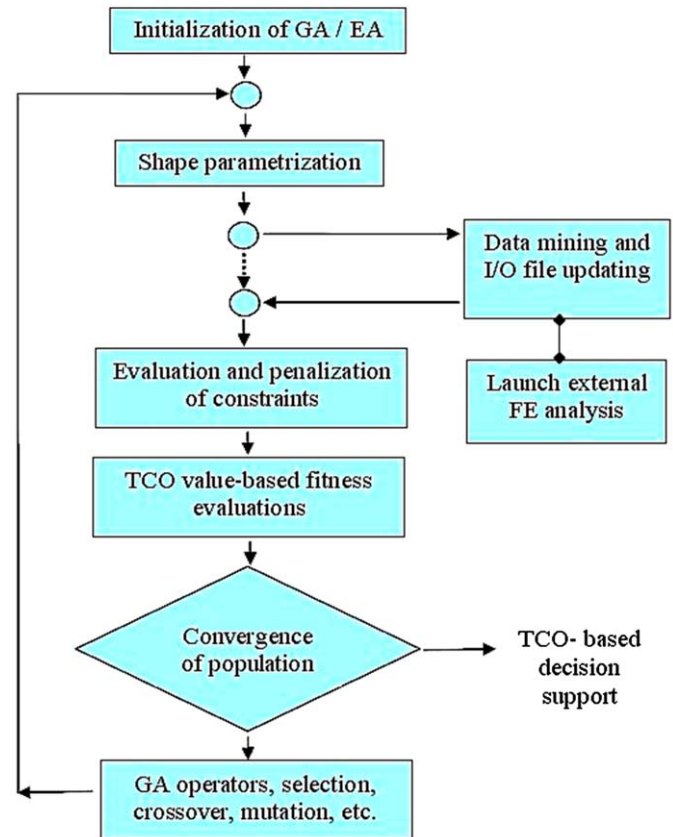 Initialization of GA / EA
Shape parametrization
Data mining and
I/O file updating
Launch external
FE analysis
Evaluation and penalization
of constraints
TCO value-based fitness
evaluations
Convergence
of population
TCO- based
decision
support
GA operators, selection,
crossover, mutation, etc.